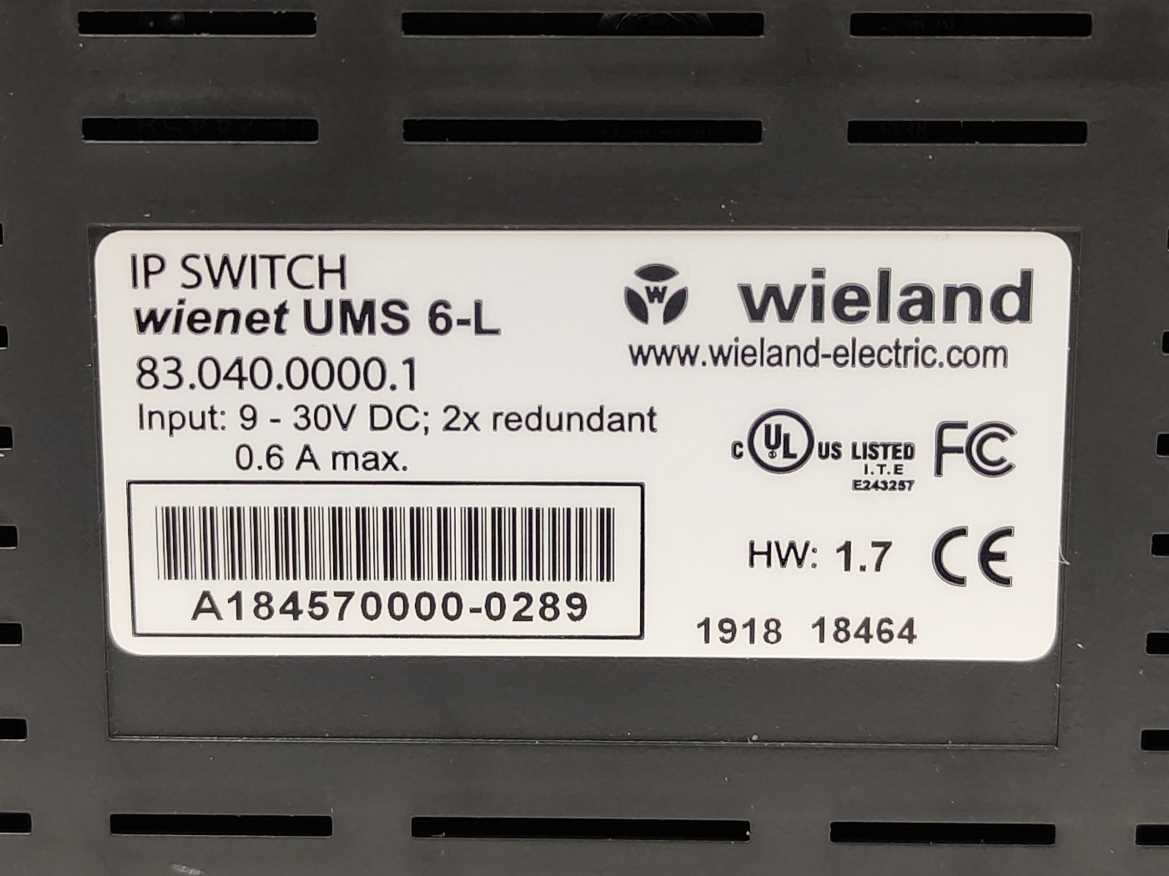 IP SWITCH
wienet UMS 6-L
83.040.0000.1
Input: 9 - 30V DC; 2x redundant
0.6 A max.
A184570000-0289
W wieland
www.wieland-electric.com
C UL US LISTED
I.T.E
E243257
FC
HW: 1.7 CE
1918 18464